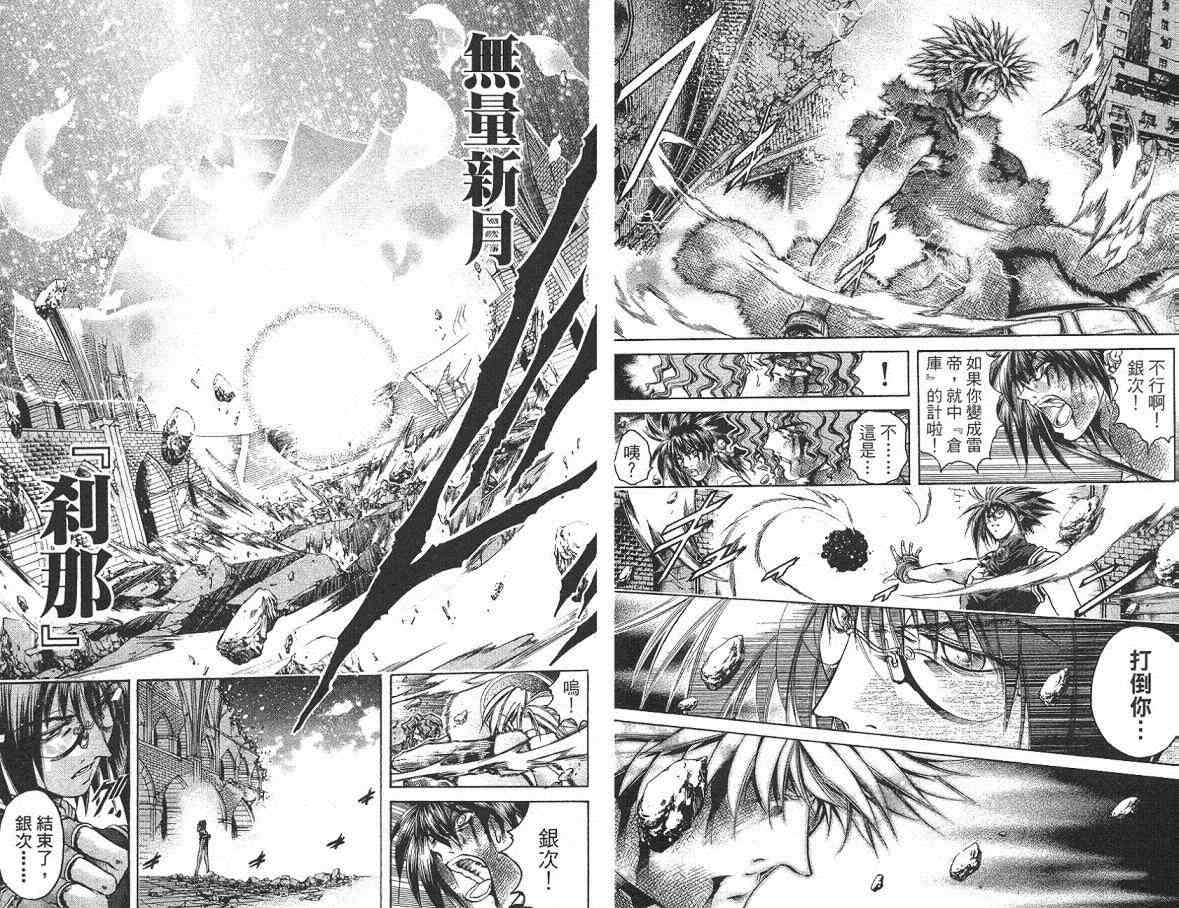 不行啊！
銀次！
如果你變成雷
帝，就中『倉
庫』的計啦！
！
不……
這是…
咦？
打倒你…
無量新月
『剎那』
嗚！
銀次！
結束了，
銀次……